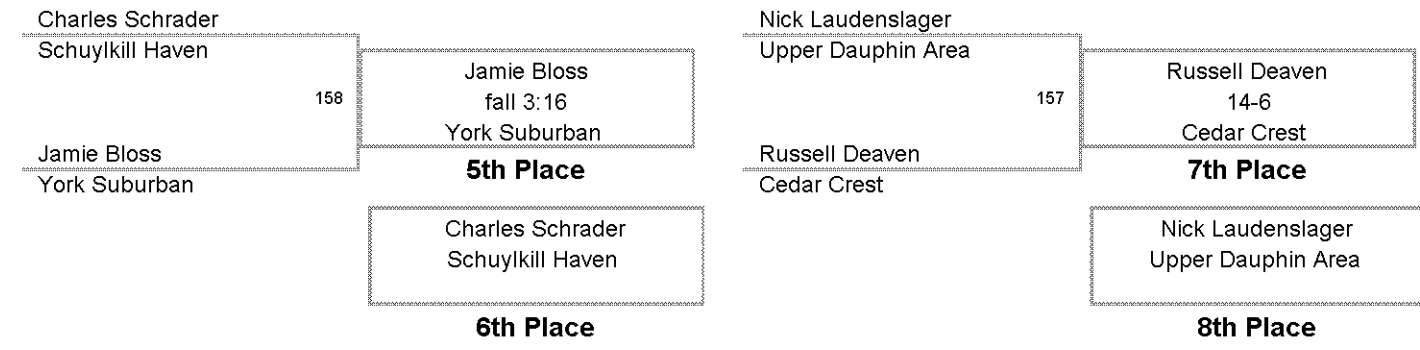 Charles Schrader
Schuylkill Haven
158
Jamie Bloss
fall 3:16
York Suburban
Jamie Bloss
York Suburban
5th Place
Charles Schrader
Schuylkill Haven
6th Place
Nick Laudenslager
Upper Dauphin Area
157
Russell Deaven
14-6
Cedar Crest
Russell Deaven
Cedar Crest
7th Place
Nick Laudenslager
Upper Dauphin Area
8th Place